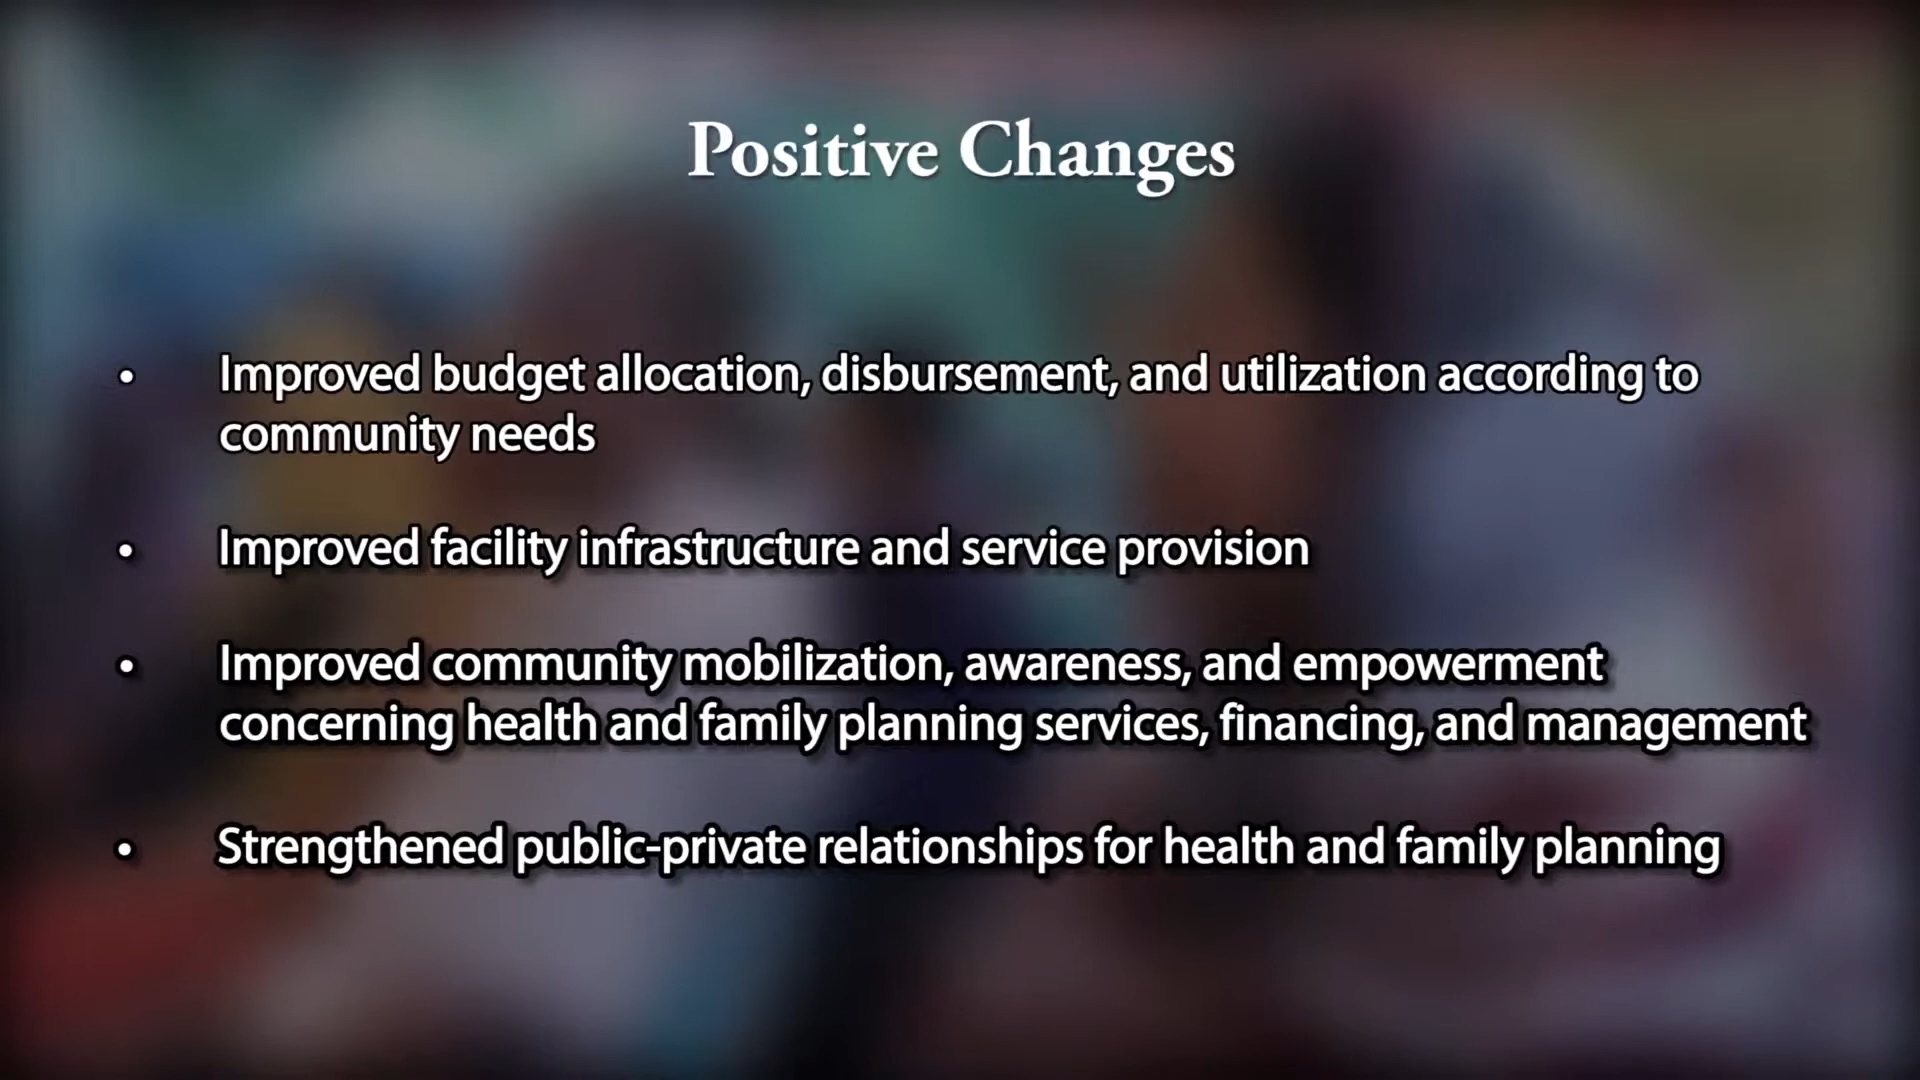 Positive Changes
• Improved budget allocation, disbursement, and utilization according to
community needs
• Improved facility infrastructure and service provision
• Improved community mobilization, awareness, and empowerment
concerning health and family planning services, financing, and management
• Strengthened public-private relationships for health and family planning